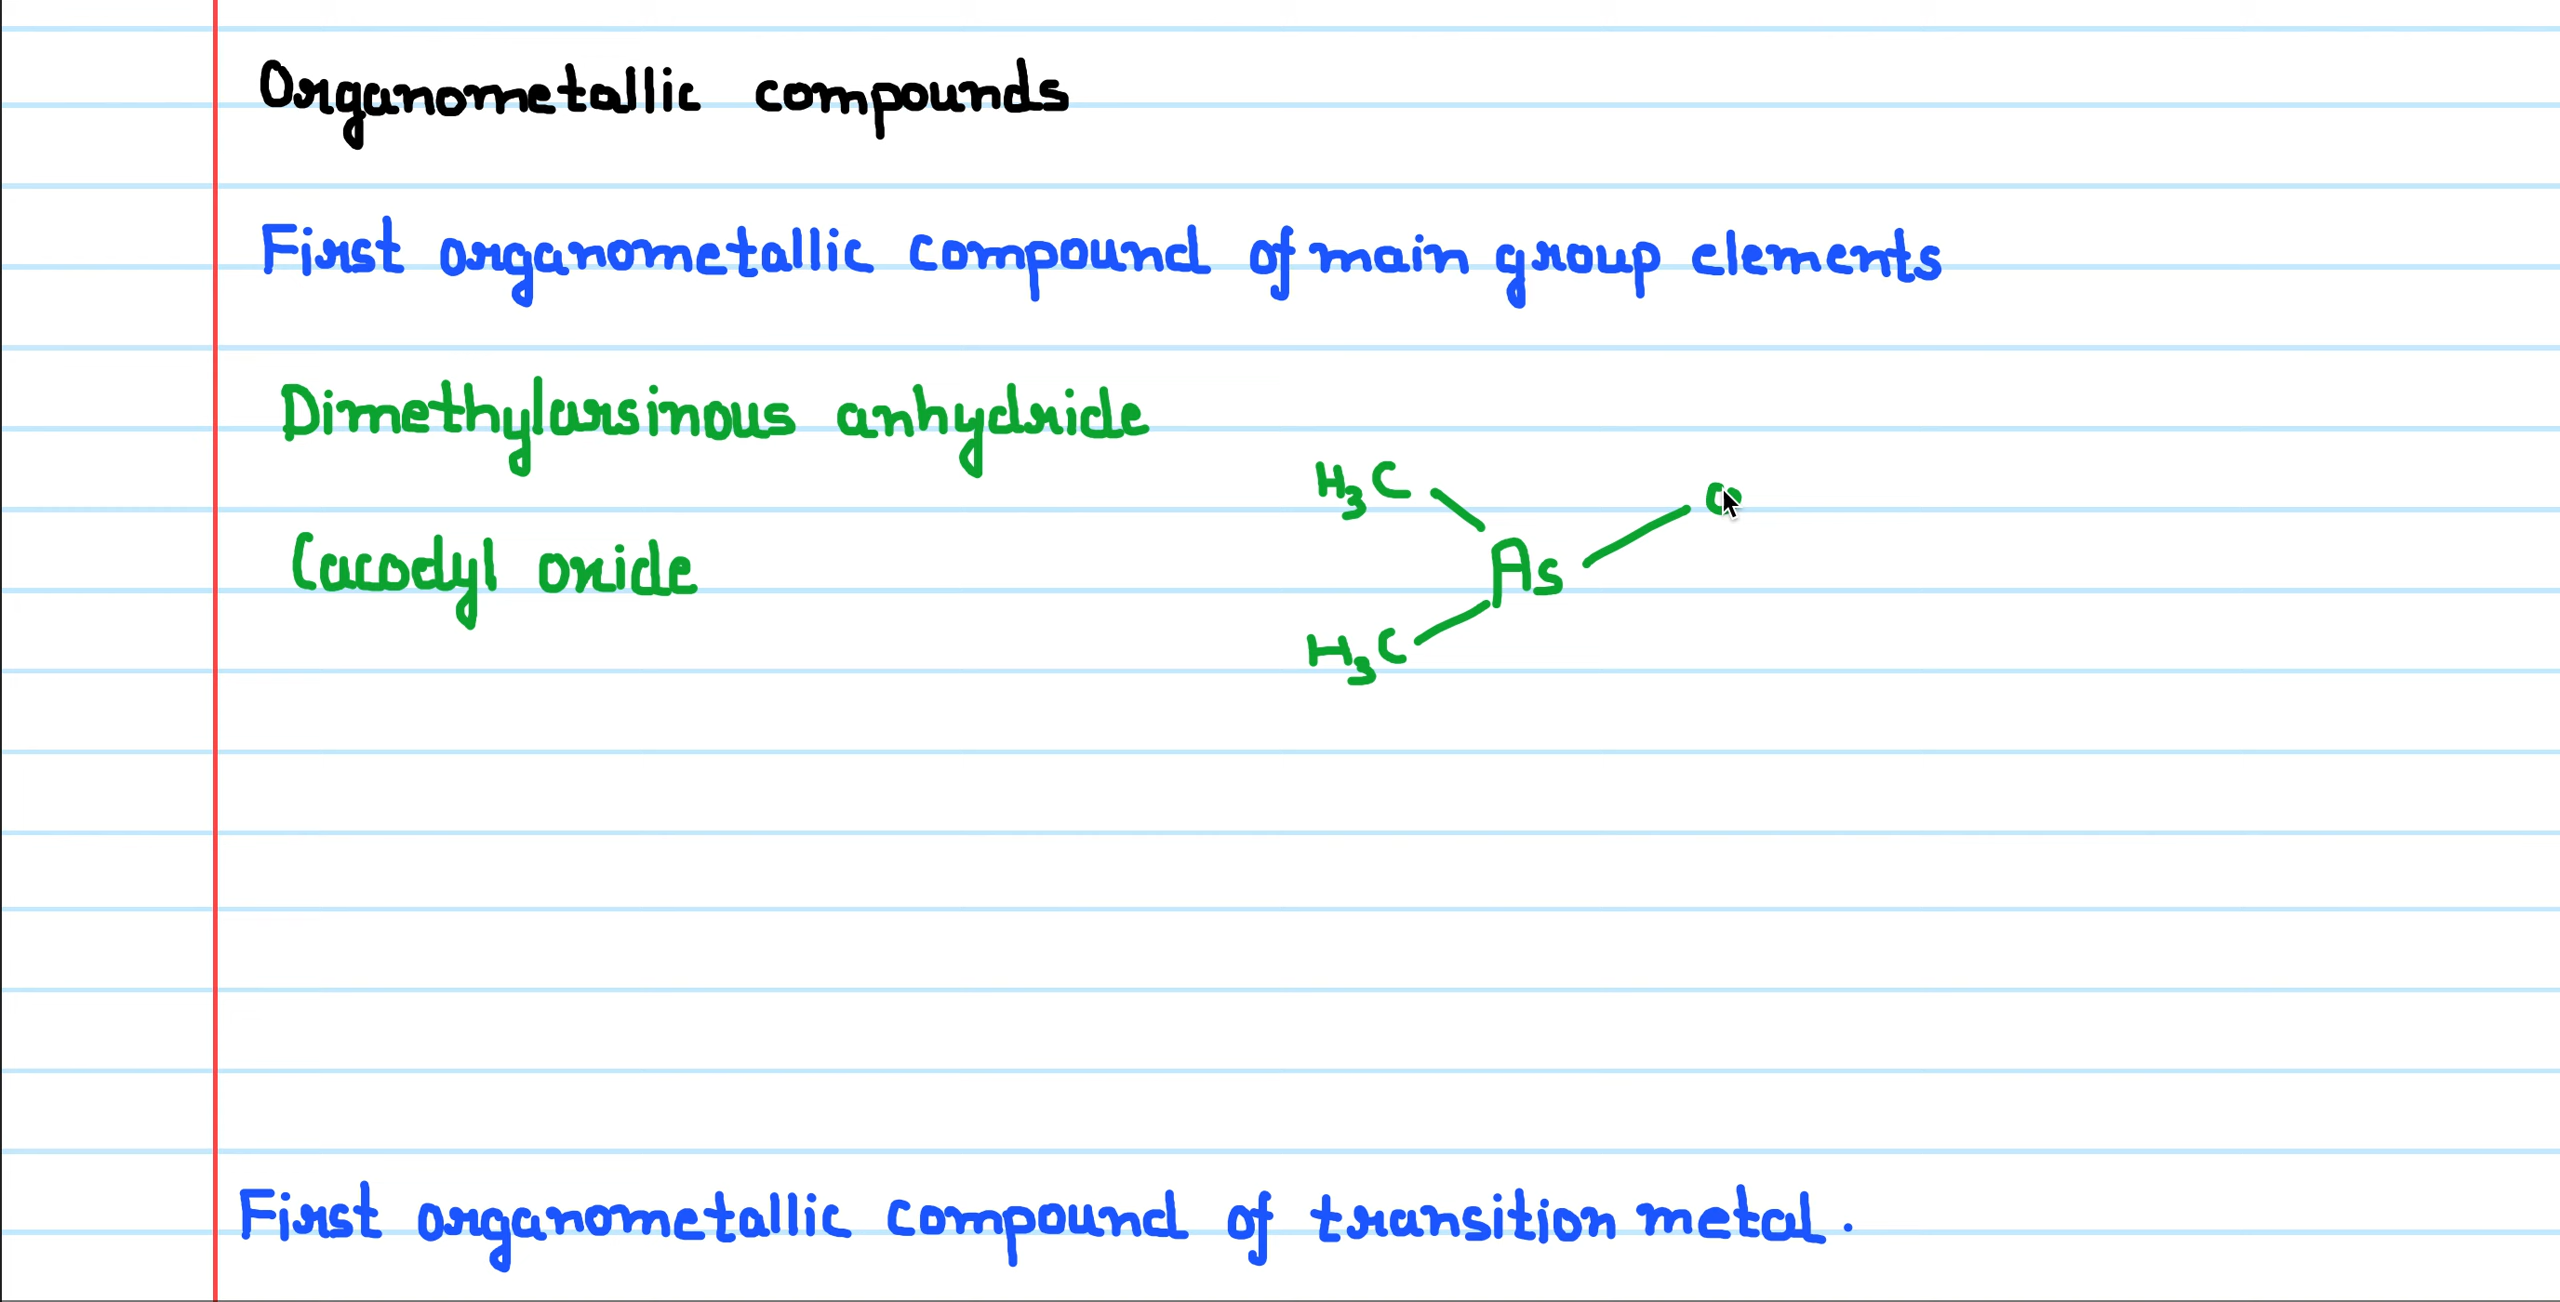 Organometallic compounds
First organometallic compound of main group elements
Dimethylarsinous anhydride
H3C
O
Cacodyl oxide
As
H3C
First organometallic compound of transition metal.